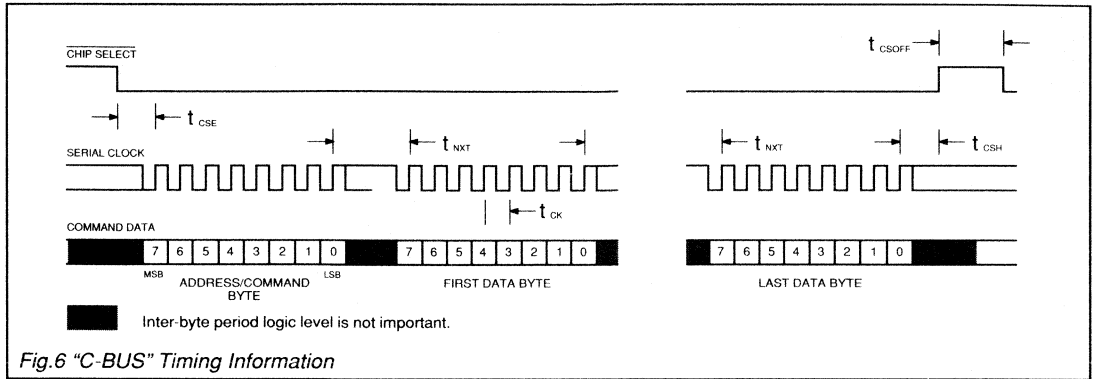 CHIP SELECT
t CSOFF
t CSE
SERIAL CLOCK
t NXT
t NXT
t CSH
t CK
COMMAND DATA
7 6 5 4 3 2 1 0
7 6 5 4 3 2 1 0
7 6 5 4 3 2 1 0
MSB
LSB
ADDRESS/COMMAND
BYTE
FIRST DATA BYTE
LAST DATA BYTE
Inter-byte period logic level is not important.
Fig.6 "C-BUS" Timing Information